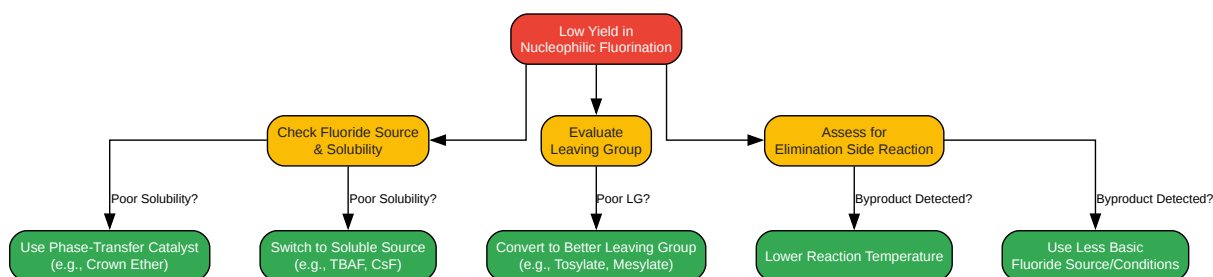 Low Yield in
Nucleophilic Fluorination
Check Fluoride Source
& Solubility
Evaluate
Leaving Group
Assess for
Elimination Side Reaction
Poor Solubility?
Poor Solubility?
Poor LG?
Byproduct Detected?
Byproduct Detected?
Use Phase-Transfer Catalyst
(e.g., Crown Ether)
Switch to Soluble Source
(e.g., TBAF, CsF)
Convert to Better Leaving Group
(e.g., Tosylate, Mesylate)
Lower Reaction Temperature
Use Less Basic
Fluoride Source/Conditions